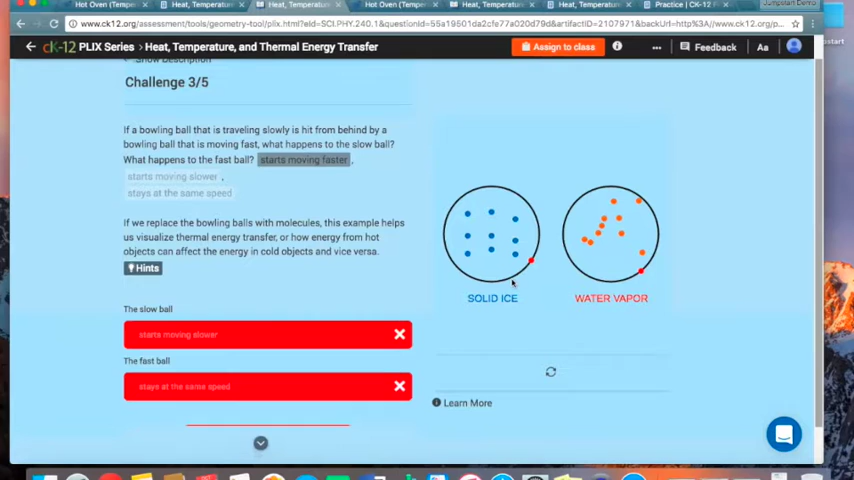 Hot Oven (Temp
Heat, Temperatur
Heat, Temperature
Hot Oven (Tempe
Heat, Temperatur
Heat, Temperatur
Practice | CK-12 F
Jumpstart Demo
www.ck12.org/assessment/tools/geometry-tool/plix.html?eId=SCI.PHY.240.1&questionId=55a19501da2cfe77a020d79d&artifactID=2107971&backUrl=http%3A//www.ck12.org/p...
ck-12 PLIX Series > Heat, Temperature, and Thermal Energy Transfer
Assign to class
Feedback
Aa
Show Description
Challenge 3/5
If a bowling ball that is traveling slowly is hit from behind by a
bowling ball that is moving fast, what happens to the slow ball?
What happens to the fast ball? starts moving faster ,
starts moving slower ,
stays at the same speed
If we replace the bowling balls with molecules, this example helps
us visualize thermal energy transfer, or how energy from hot
objects can affect the energy in cold objects and vice versa.
Hints
The slow ball
starts moving slower
The fast ball
stays at the same speed
SOLID ICE
WATER VAPOR
Learn More